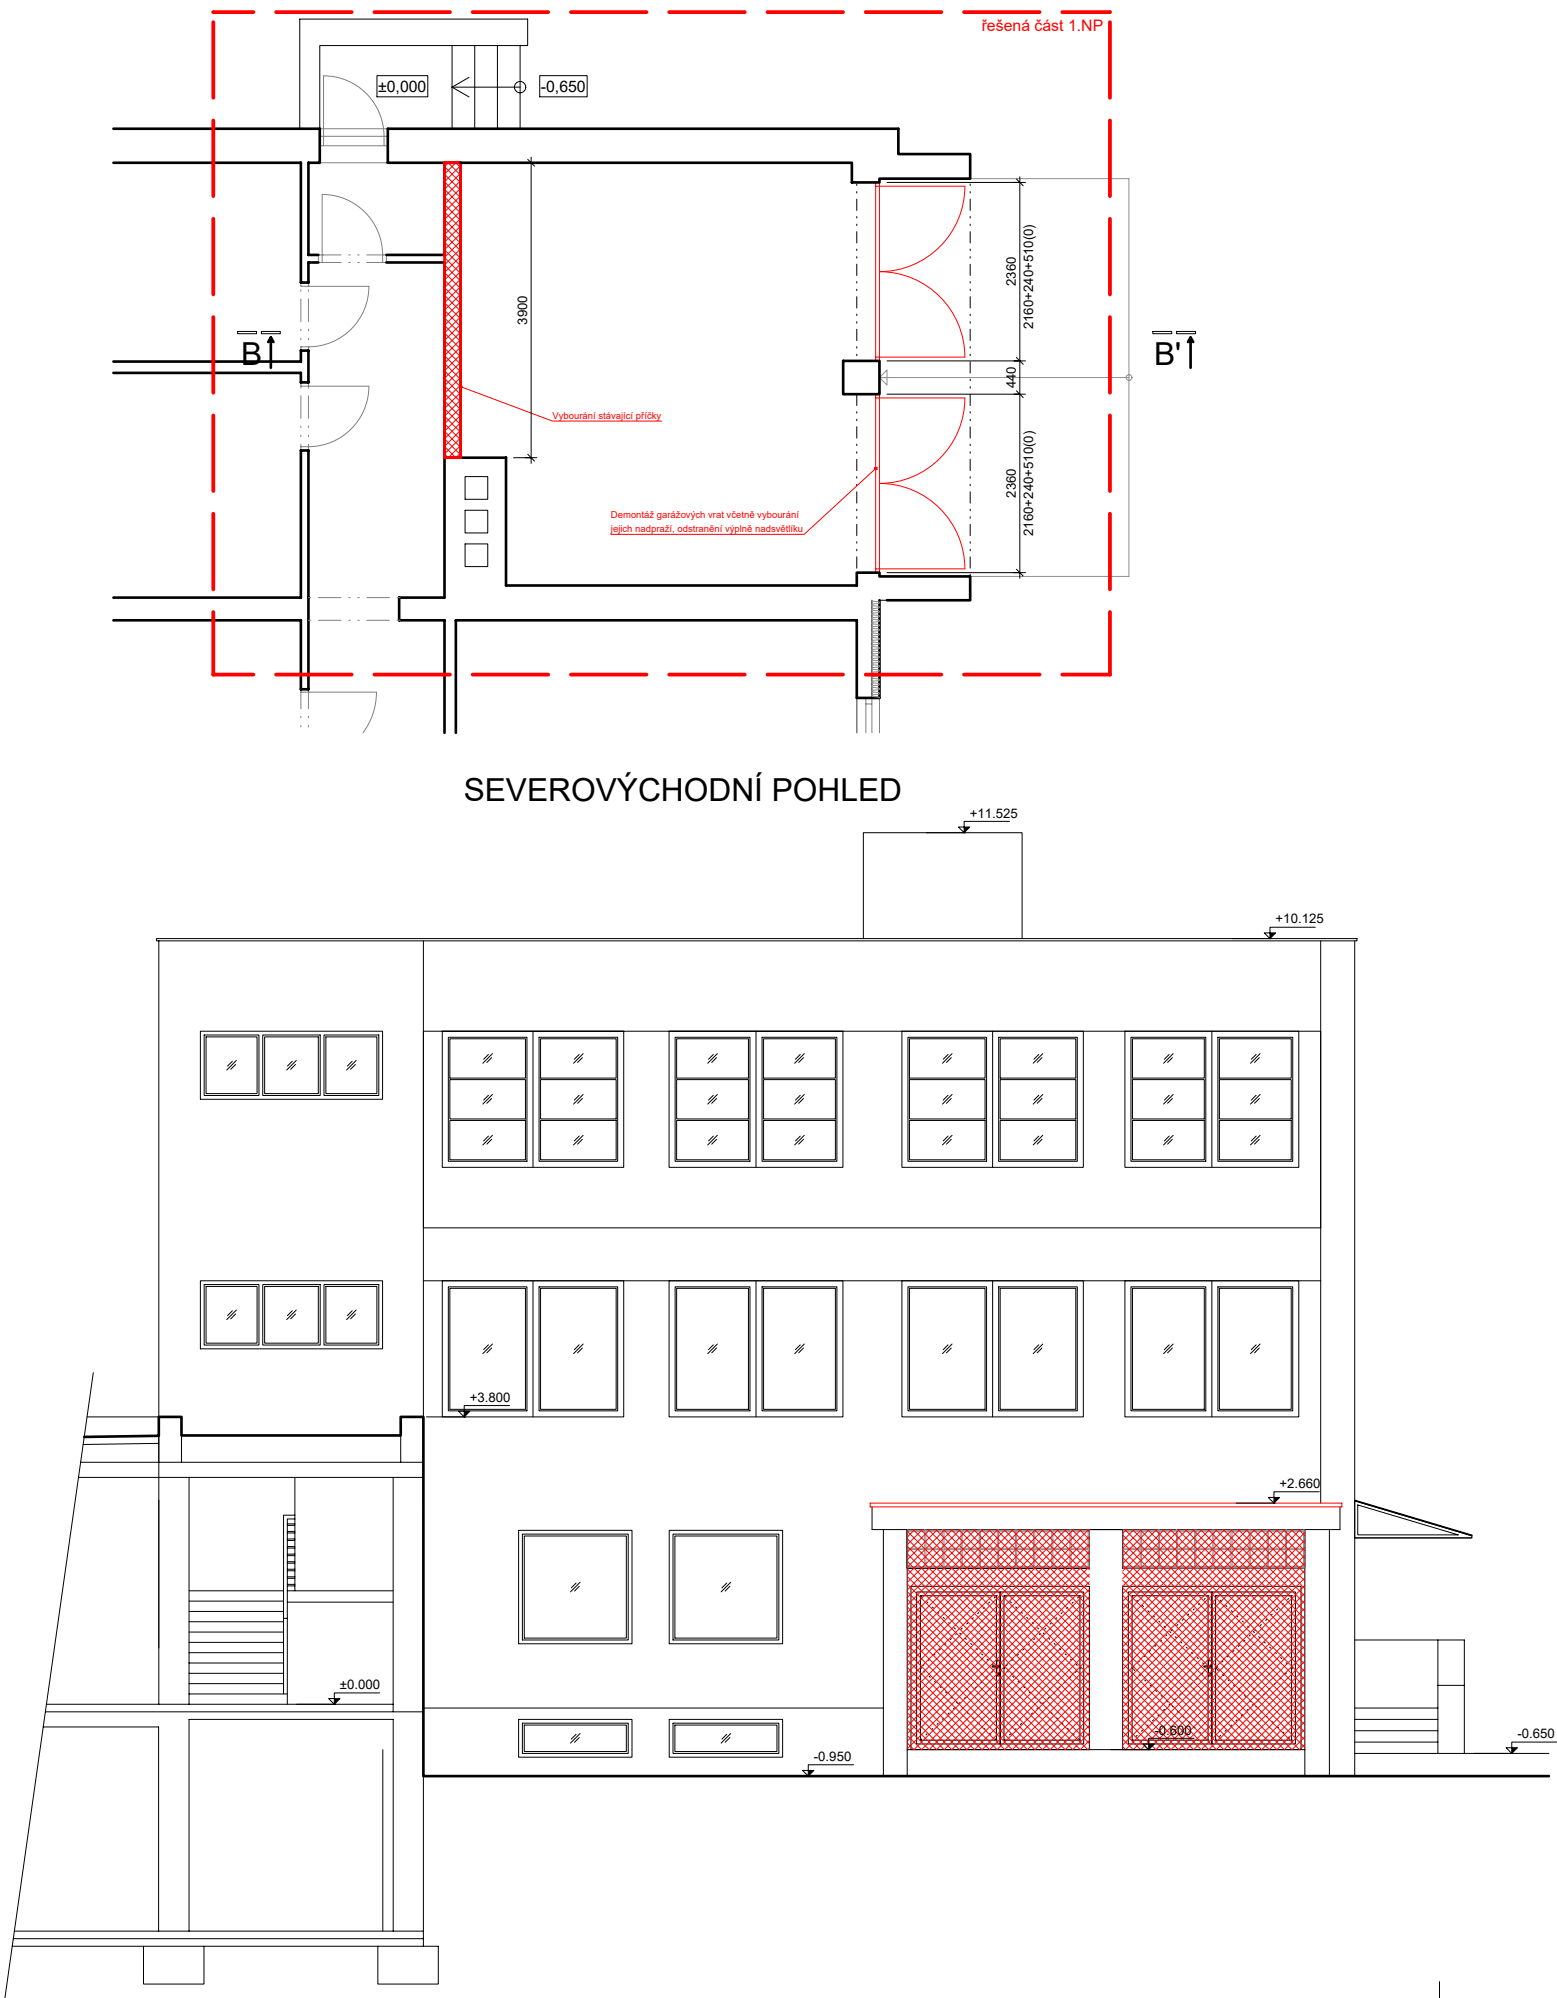 řešená část 1.NP
±0,000
-0,650
3900
2360
2160+240+510(0)
B
B'
440
Vybourání stávající příčky
2360
2160+240+510(0)
Demontáž garážových vrat včetně vybourání
jejich nadpraží, odstranění výplně nadsvětlíku
SEVEROVÝCHODNÍ POHLED
+11.525
+10.125
+3.800
+2.660
±0.000
-0.600
-0.650
-0.950